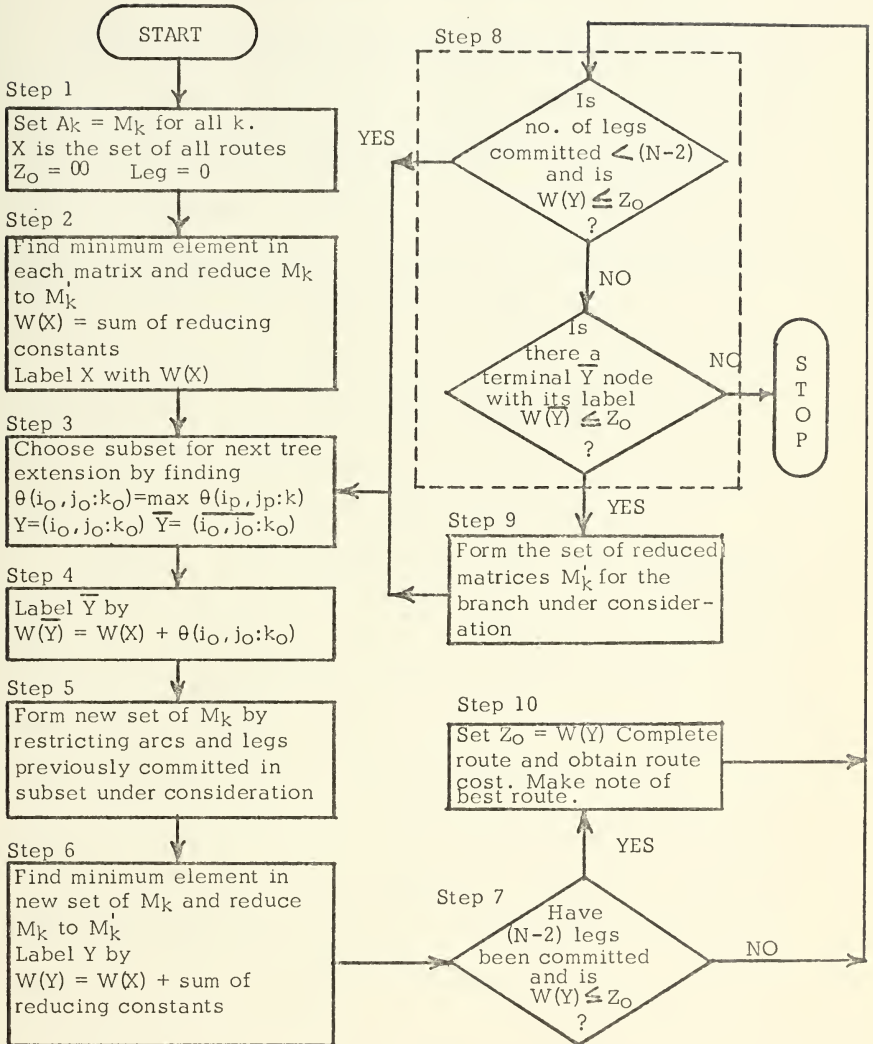 START
Step 1
Set Ak = Mk for all k.
X is the set of all routes
Zo = ∞ Leg = 0
Step 2
Find minimum element in
each matrix and reduce Mk
to M'k
W(X) = sum of reducing
constants
Label X with W(X)
Step 3
Choose subset for next tree
extension by finding
θ(io, jo:ko)=max θ(ip, jp:k)
Y=(io, jo:ko) Y̅= (i̅o̅,̅ j̅o̅:ko)
Step 4
Label Y̅ by
W(Y̅) = W(X) + θ(io, jo:ko)
Step 5
Form new set of Mk by
restricting arcs and legs
previously committed in
subset under consideration
Step 6
Find minimum element in
new set of Mk and reduce
Mk to M'k
Label Y by
W(Y) = W(X) + sum of
reducing constants
Step 7
Have
(N-2) legs
been committed
and is
W(Y) ≤ Zo
?
YES
NO
Step 10
Set Zo = W(Y) Complete
route and obtain route
cost. Make note of
best route.
Step 8
Is
no. of legs
committed < (N-2)
and is
W(Y) ≤ Zo
?
YES
NO
Is
there a
terminal Y̅ node
with its label
W(Y̅) ≤ Zo
?
NO
STOP
YES
Step 9
Form the set of reduced
matrices M'k for the
branch under consider-
ation